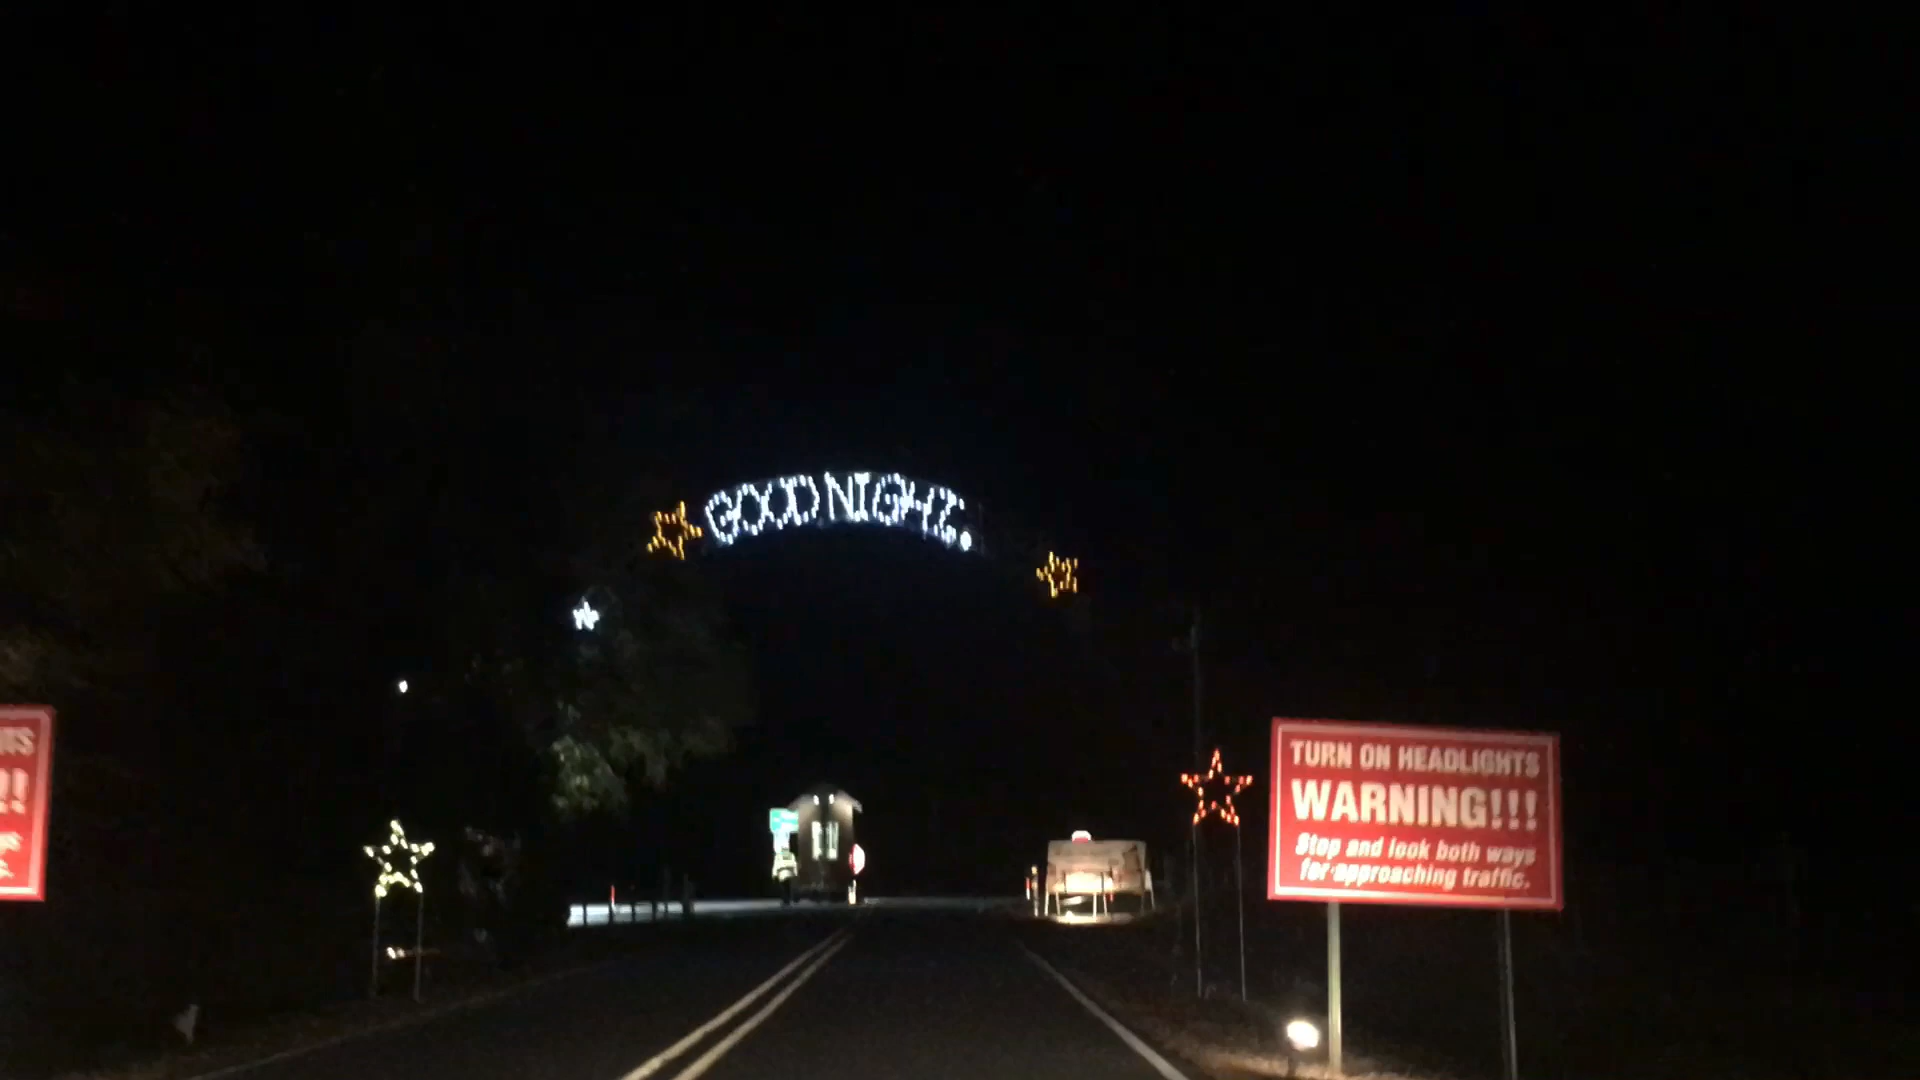 GOOD NIGHT.
TURN ON HEADLIGHTS
WARNING!!!
Stop and look both ways
for approaching traffic.
!!